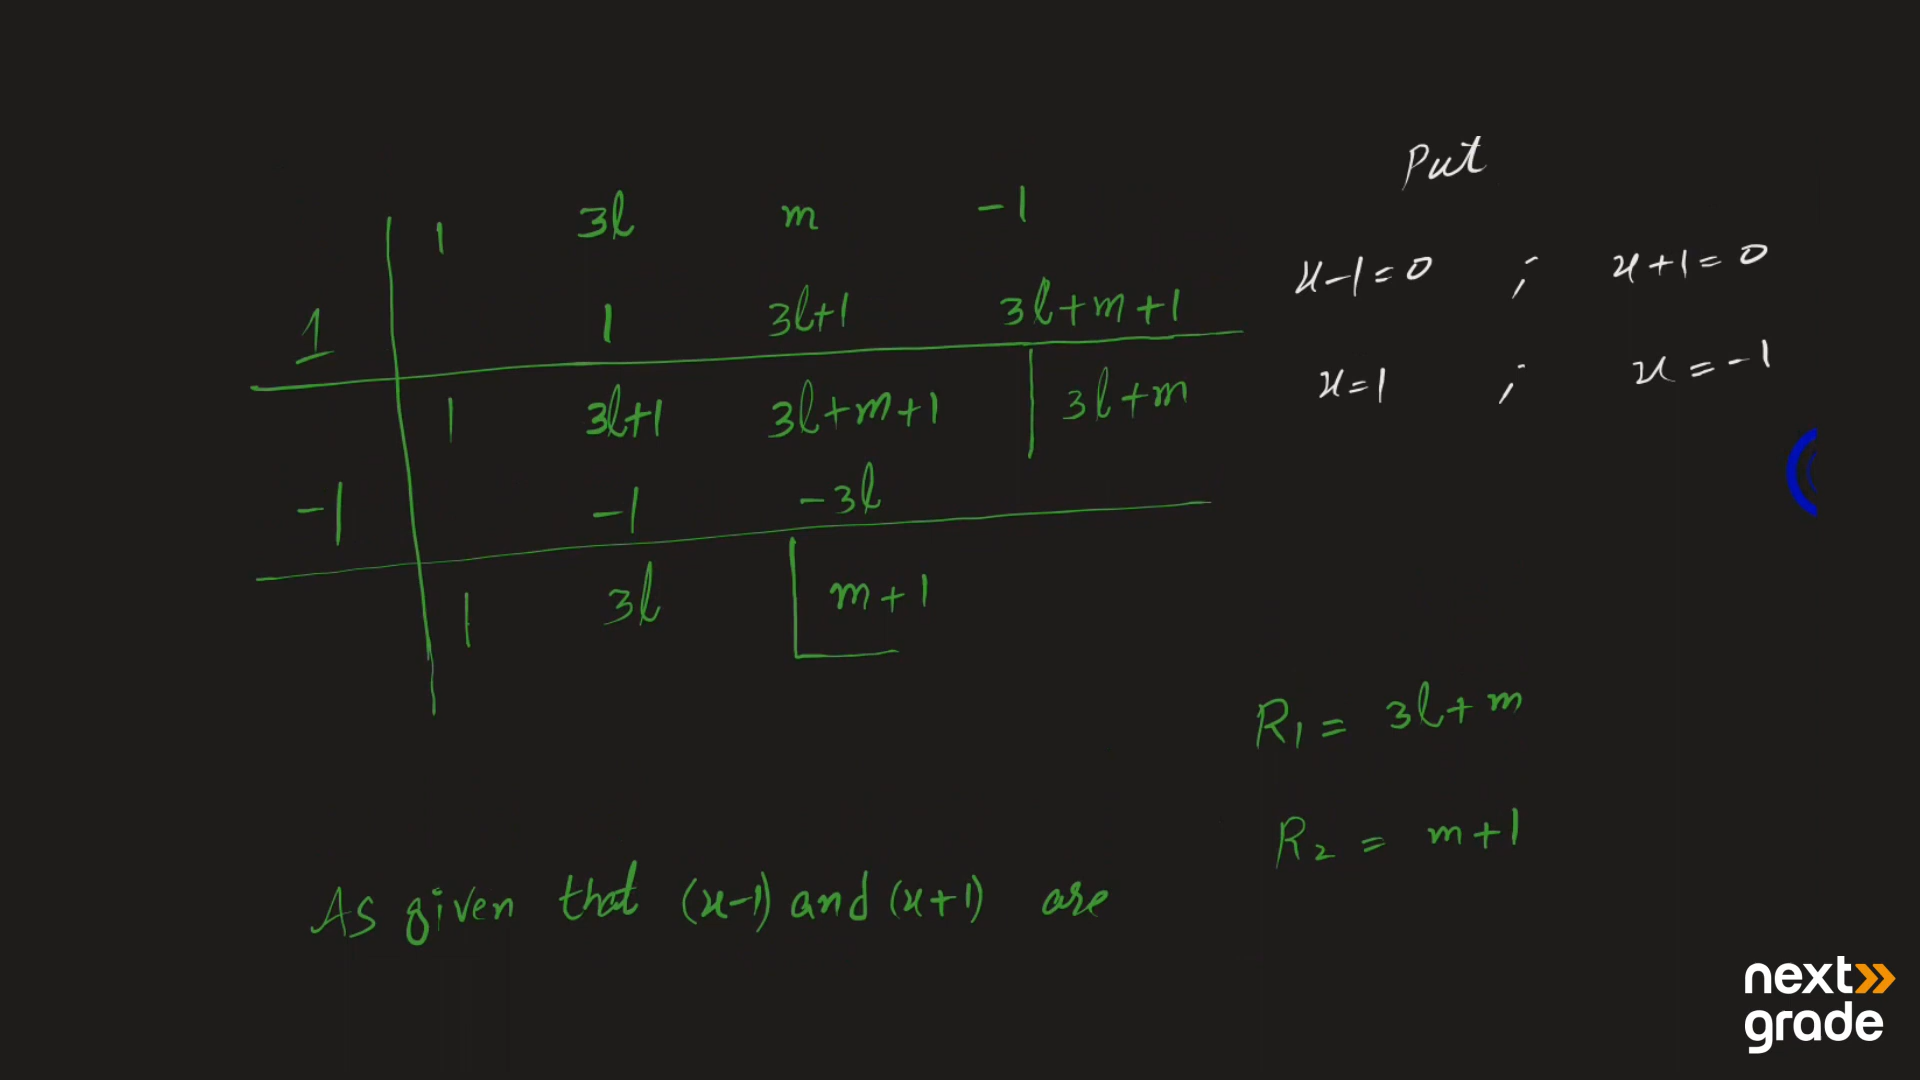 Put
1 3l m -1
x-1=0 ; x+1=0
1 1 3l+1 3l+m+1
x=1 ; x=-1
1 3l+1 3l+m+1 3l+m
-1 -1 -3l
1 3l m+1
R₁ = 3l+m
R₂ = m+1
As given that (x-1) and (x+1) are
next
grade